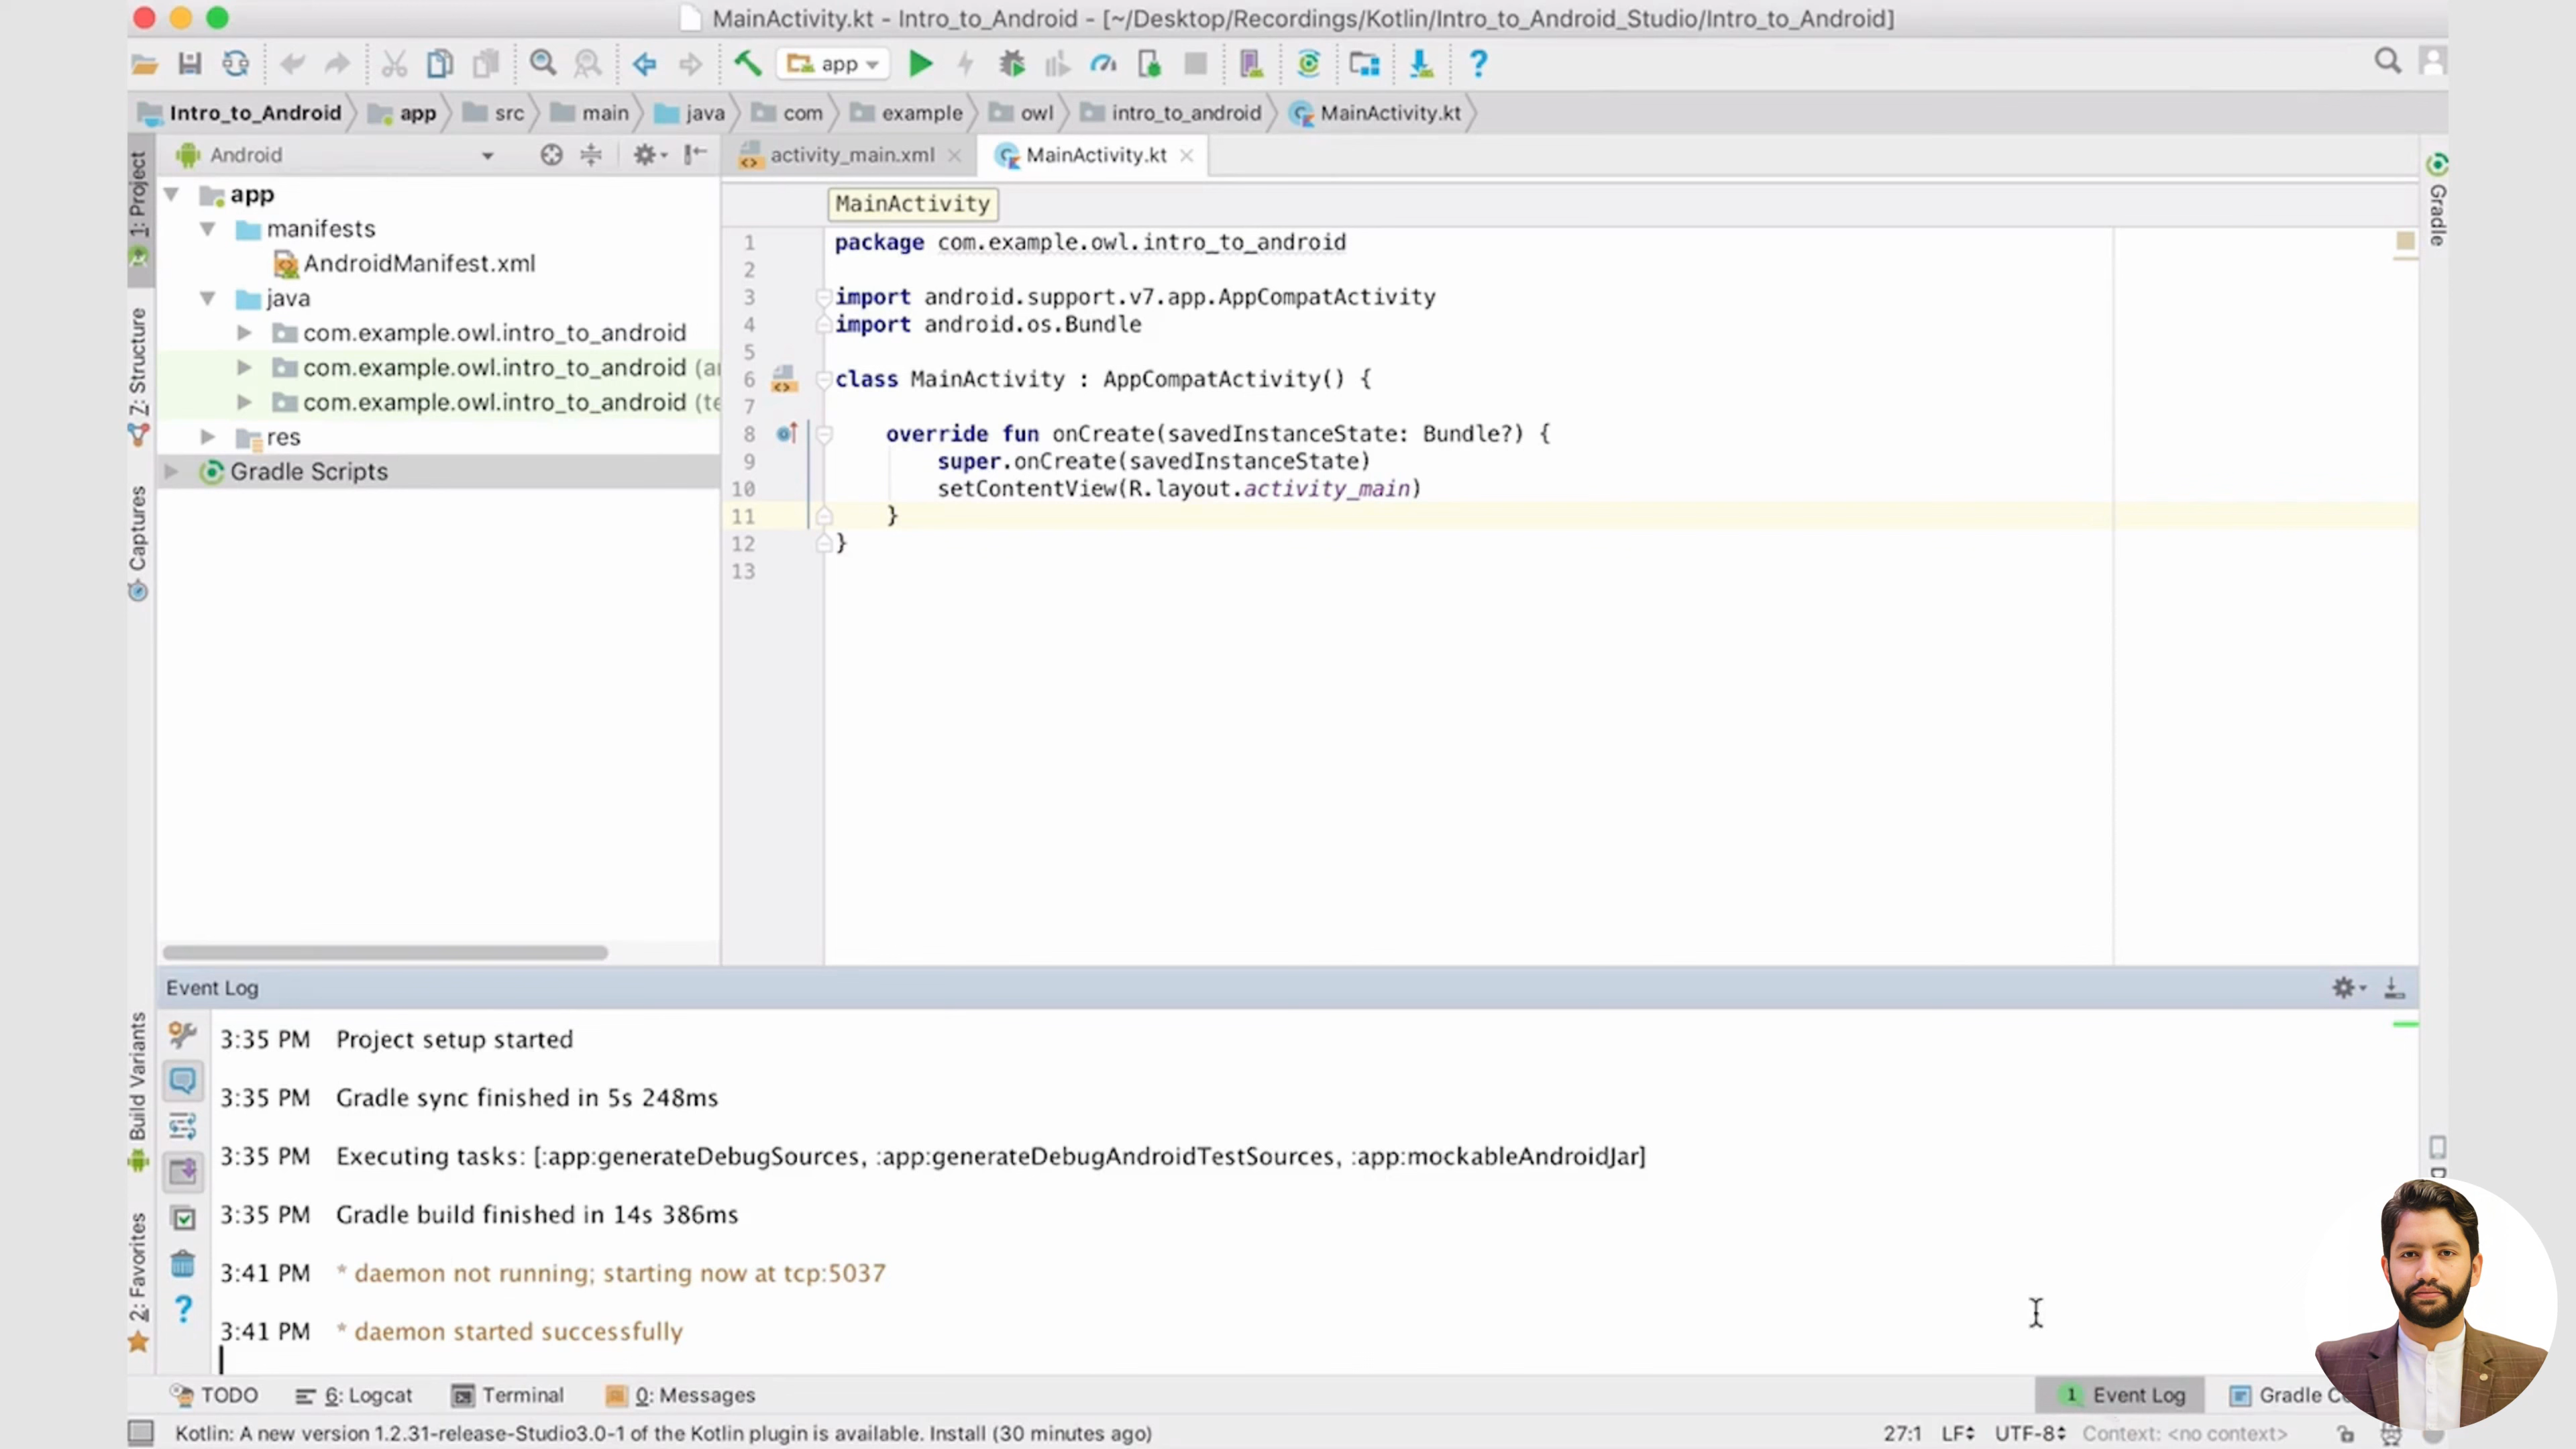 MainActivity.kt - Intro_to_Android - [~/Desktop/Recordings/Kotlin/Intro_to_Android_Studio/Intro_to_Android]
app
Intro_to_Android app src main java com example owl intro_to_android MainActivity.kt
1: Project
Z: Structure
Captures
Build Variants
2: Favorites
Android
app
manifests
AndroidManifest.xml
java
com.example.owl.intro_to_android
com.example.owl.intro_to_android (a
com.example.owl.intro_to_android (te
res
Gradle Scripts
activity_main.xml MainActivity.kt
MainActivity
1 package com.example.owl.intro_to_android
2
3 import android.support.v7.app.AppCompatActivity
4 import android.os.Bundle
5
6 class MainActivity : AppCompatActivity() {
7
8 override fun onCreate(savedInstanceState: Bundle?) {
9 super.onCreate(savedInstanceState)
10 setContentView(R.layout.activity_main)
11 }
12 }
13
Gradle
Event Log
3:35 PM Project setup started
3:35 PM Gradle sync finished in 5s 248ms
3:35 PM Executing tasks: [:app:generateDebugSources, :app:generateDebugAndroidTestSources, :app:mockableAndroidJar]
3:35 PM Gradle build finished in 14s 386ms
3:41 PM * daemon not running; starting now at tcp:5037
3:41 PM * daemon started successfully
TODO 6: Logcat Terminal 0: Messages 1 Event Log Gradle C
Kotlin: A new version 1.2.31-release-Studio3.0-1 of the Kotlin plugin is available. Install (30 minutes ago) 27:1 LF UTF-8 Context: <no context>